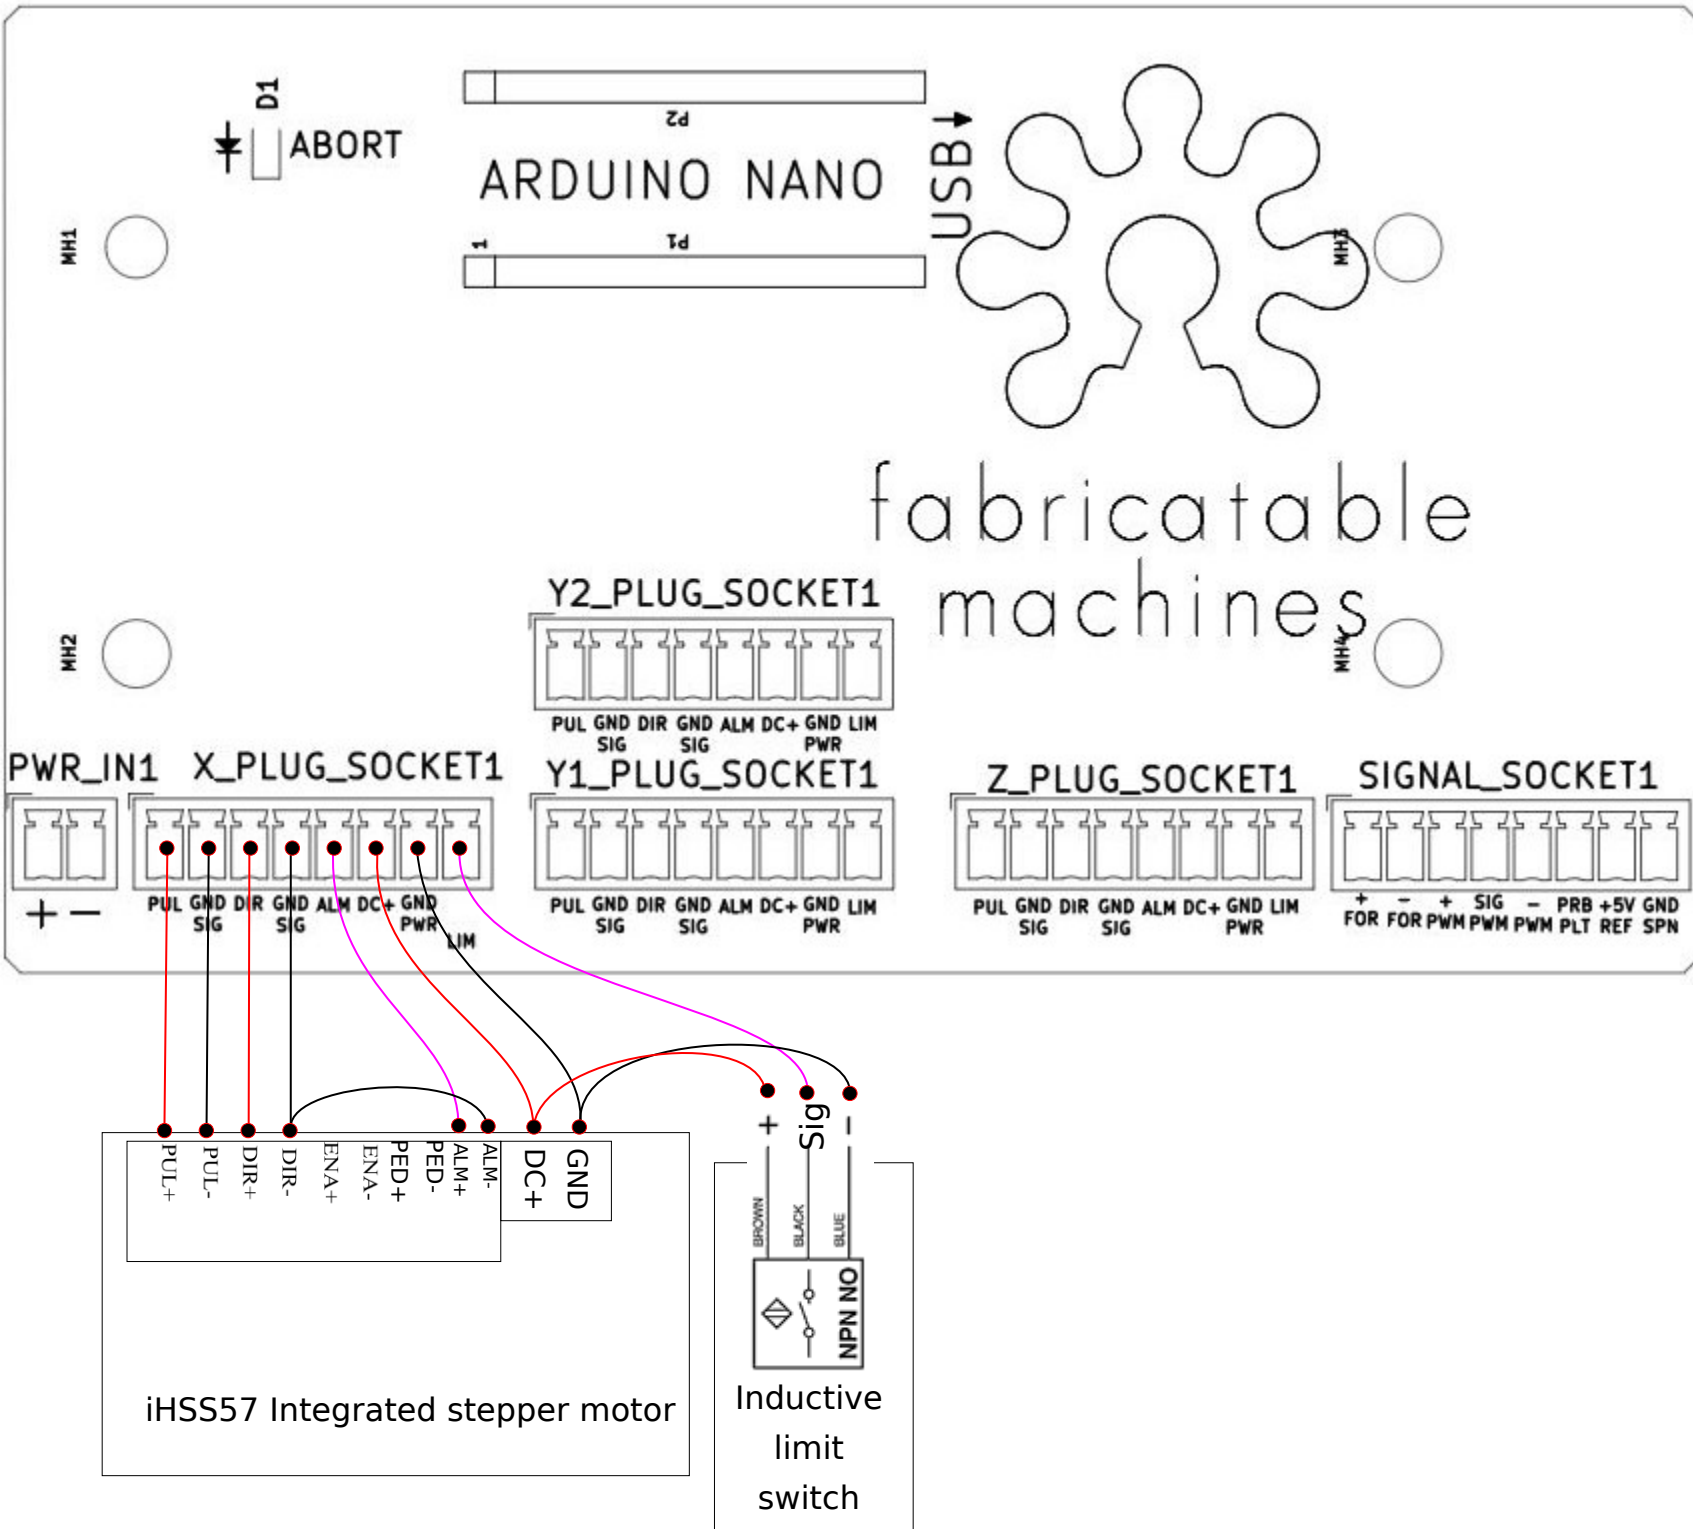 D1
ABORT
P2
ARDUINO NANO
USB
1
P1
MH1
MH3
fabricatable
machines
Y2_PLUG_SOCKET1
MH2
MH4
PUL GND DIR GND ALM DC+ GND LIM
SIG SIG PWR
PWR_IN1
X_PLUG_SOCKET1
Y1_PLUG_SOCKET1
Z_PLUG_SOCKET1
SIGNAL_SOCKET1
+ −
PUL GND DIR GND ALM DC+ GND
SIG SIG PWR
LIM
PUL GND DIR GND ALM DC+ GND LIM
SIG SIG PWR
PUL GND DIR GND ALM DC+ GND LIM
SIG SIG PWR
+ − + SIG − PRB +5V GND
FOR FOR PWM PWM PWM PLT REF SPN
+ Sig −
PUL+
PUL-
DIR+
DIR-
ENA+
ENA-
PED+
PED-
ALM+
ALM-
DC+
GND
BROWN
BLACK
BLUE
NPN NO
iHSS57 Integrated stepper motor
Inductive
limit
switch